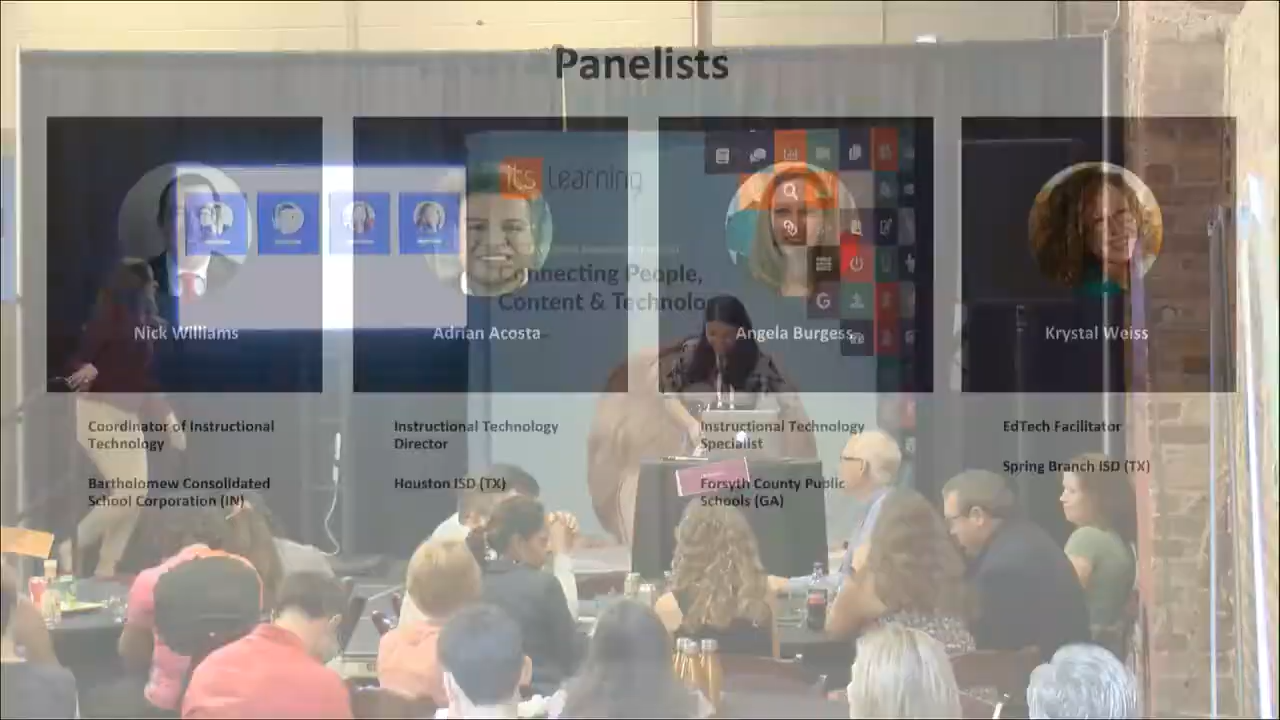 Panelists
its Learning
Connecting People,
Content & Technolo
Nick Williams
Adrian Acosta
Angela Burgess
Krystal Weiss
Coordinator of Instructional
Technology
Bartholomew Consolidated
School Corporation (IN)
Instructional Technology
Director
Houston ISD (TX)
Instructional Technology
Specialist
Forsyth County Public
Schools (GA)
EdTech Facilitator
Spring Branch ISD (TX)
G